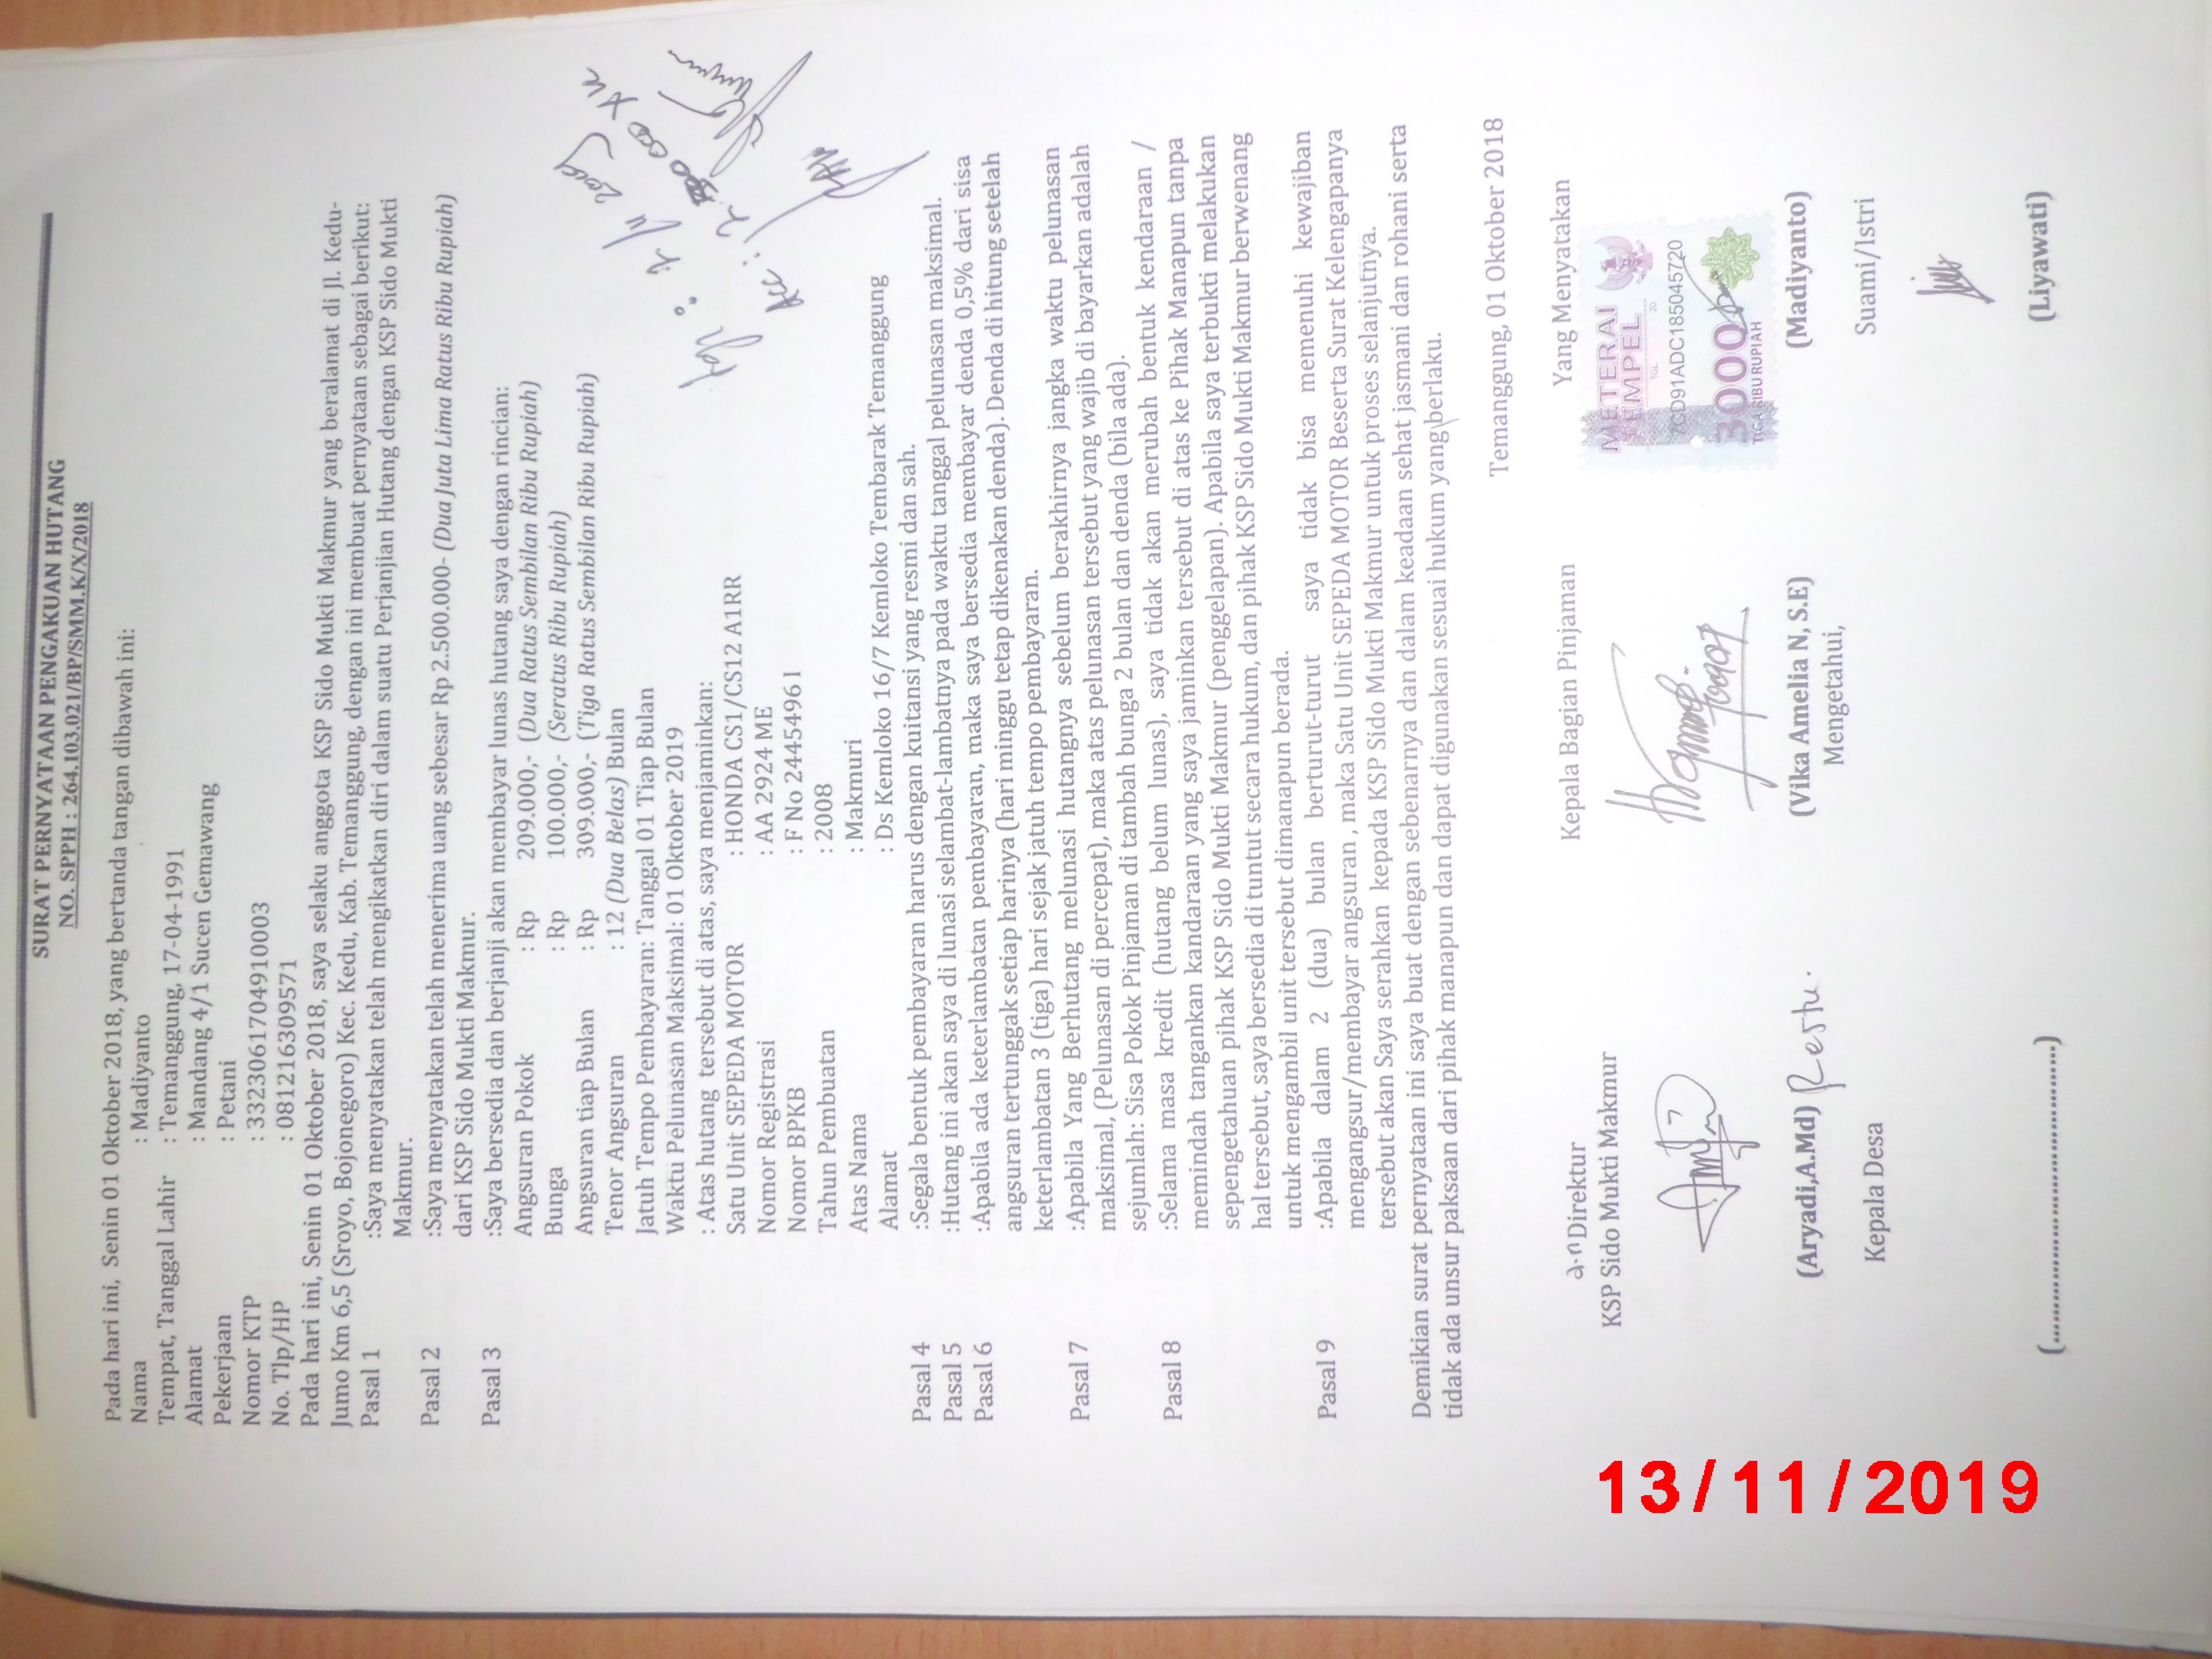 SURAT PERNYATAAN PENGAKUAN HUTANG
NO. SPPH : 264.103.021/BP/SMM.K/X/2018
Pada hari ini, Senin 01 Oktober 2018, yang bertanda tangan dibawah ini:
Nama : Madiyanto
Tempat, Tanggal Lahir : Temanggung, 17-04-1991
Alamat : Mandang 4/1 Sucen Gemawang
Pekerjaan : Petani
Nomor KTP : 3323061704910003
No. Tlp/HP : 081216309571
Pada hari ini, Senin 01 Oktober 2018, saya selaku anggota KSP Sido Mukti Makmur yang beralamat di Jl. Kedu-
Jumo Km 6,5 (Sroyo, Bojonegoro) Kec. Kedu, Kab. Temanggung, dengan ini membuat pernyataan sebagai berikut:
Pasal 1 :Saya menyatakan telah mengikatkan diri dalam suatu Perjanjian Hutang dengan KSP Sido Mukti
Makmur.
Pasal 2 :Saya menyatakan telah menerima uang sebesar Rp 2.500.000- (Dua Juta Lima Ratus Ribu Rupiah)
dari KSP Sido Mukti Makmur.
Pasal 3 :Saya bersedia dan berjanji akan membayar lunas hutang saya dengan rincian:
Angsuran Pokok : Rp 209.000,- (Dua Ratus Sembilan Ribu Rupiah)
Bunga : Rp 100.000,- (Seratus Ribu Rupiah)
Angsuran tiap Bulan : Rp 309.000,- (Tiga Ratus Sembilan Ribu Rupiah)
Tenor Angsuran : 12 (Dua Belas) Bulan
Jatuh Tempo Pembayaran: Tanggal 01 Tiap Bulan
Waktu Pelunasan Maksimal: 01 Oktober 2019
: Atas hutang tersebut di atas, saya menjaminkan:
Satu Unit SEPEDA MOTOR : HONDA CS1/CS12 A1RR
Nomor Registrasi : AA 2924 ME
Nomor BPKB : F No 2445496 I
Tahun Pembuatan : 2008
Atas Nama : Makmuri
Alamat : Ds Kemloko 16/7 Kemloko Tembarak Temanggung
Pasal 4 :Segala bentuk pembayaran harus dengan kuitansi yang resmi dan sah.
Pasal 5 :Hutang ini akan saya di lunasi selambat-lambatnya pada waktu tanggal pelunasan maksimal.
Pasal 6 :Apabila ada keterlambatan pembayaran, maka saya bersedia membayar denda 0,5% dari sisa
angsuran tertunggak setiap harinya (hari minggu tetap dikenakan denda). Denda di hitung setelah
keterlambatan 3 (tiga) hari sejak jatuh tempo pembayaran.
Pasal 7 :Apabila Yang Berhutang melunasi hutangnya sebelum berakhirnya jangka waktu pelunasan
maksimal, (Pelunasan di percepat), maka atas pelunasan tersebut yang wajib di bayarkan adalah
sejumlah: Sisa Pokok Pinjaman di tambah bunga 2 bulan dan denda (bila ada).
Pasal 8 :Selama masa kredit (hutang belum lunas), saya tidak akan merubah bentuk kendaraan /
memindah tangankan kandaraan yang saya jaminkan tersebut di atas ke Pihak Manapun tanpa
sepengetahuan pihak KSP Sido Mukti Makmur (penggelapan). Apabila saya terbukti melakukan
hal tersebut, saya bersedia di tuntut secara hukum, dan pihak KSP Sido Mukti Makmur berwenang
untuk mengambil unit tersebut dimanapun berada.
Pasal 9 :Apabila dalam 2 (dua) bulan berturut-turut saya tidak bisa memenuhi kewajiban
mengangsur/membayar angsuran , maka Satu Unit SEPEDA MOTOR Beserta Surat Kelengapanya
tersebut akan Saya serahkan kepada KSP Sido Mukti Makmur untuk proses selanjutnya.
Demikian surat pernyataan ini saya buat dengan sebenarnya dan dalam keadaan sehat jasmani dan rohani serta
tidak ada unsur paksaan dari pihak manapun dan dapat digunakan sesuai hukum yang berlaku.
Temanggung, 01 Oktober 2018
a.n Direktur Kepala Bagian Pinjaman Yang Menyatakan
KSP Sido Mukti Makmur
METERAI
TEMPEL
TGL. 20
7CD91ADC185045720
3000
TIGA RIBU RUPIAH
(Aryadi,A.Md) Restu. (Vika Amelia N, S.E) (Madiyanto)
Mengetahui,
Kepala Desa Suami/Istri
(............................................) (Liyawati)
13/11/2019